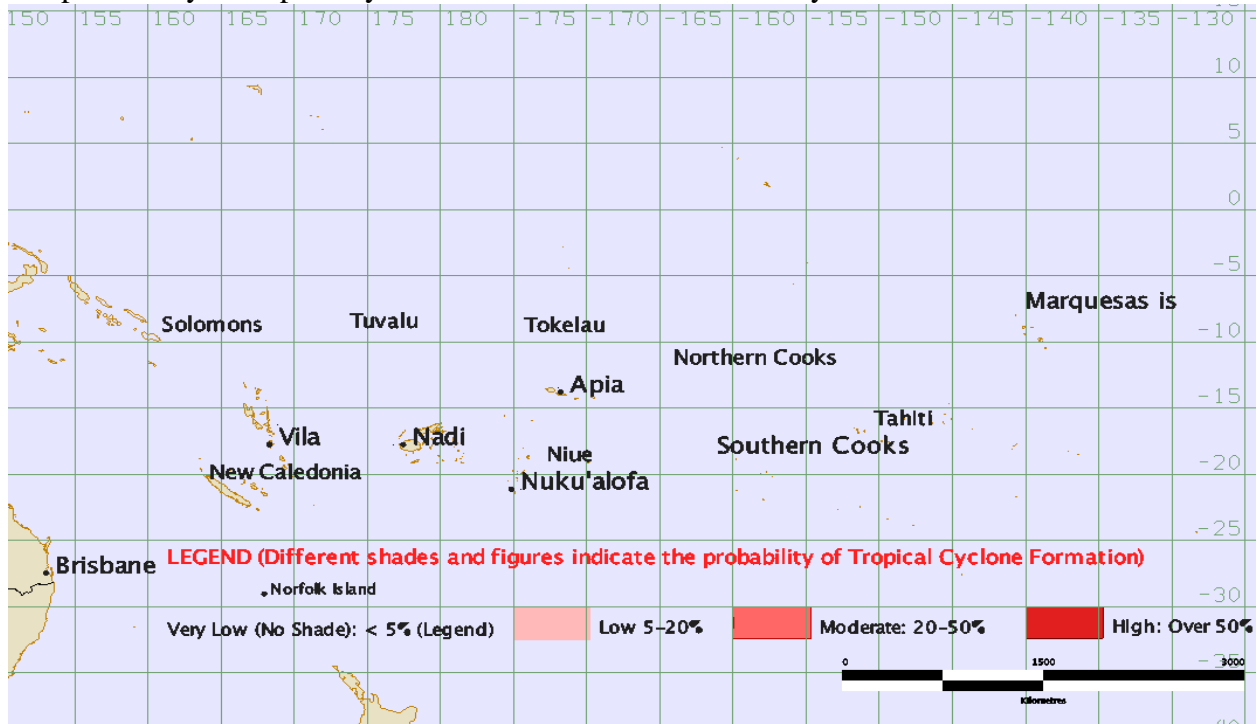 150 155 160 165 170 175 180 -175 -170 -165 -160 -155 -150 -145 -140 -135 -130
10
5
0
-5
Marquesas is
Solomons Tuvalu Tokelau
-10
Northern Cooks
Apia
-15
Tahiti
Vila Nadi Southern Cooks
Niue
New Caledonia -20
Nuku'alofa
-25
LEGEND (Different shades and figures indicate the probability of Tropical Cyclone Formation)
Brisbane
Norfolk Island -30
Very Low (No Shade): < 5% (Legend) Low 5-20% Moderate: 20-50% High: Over 50%
0 1500 3000
-35
Kilometres